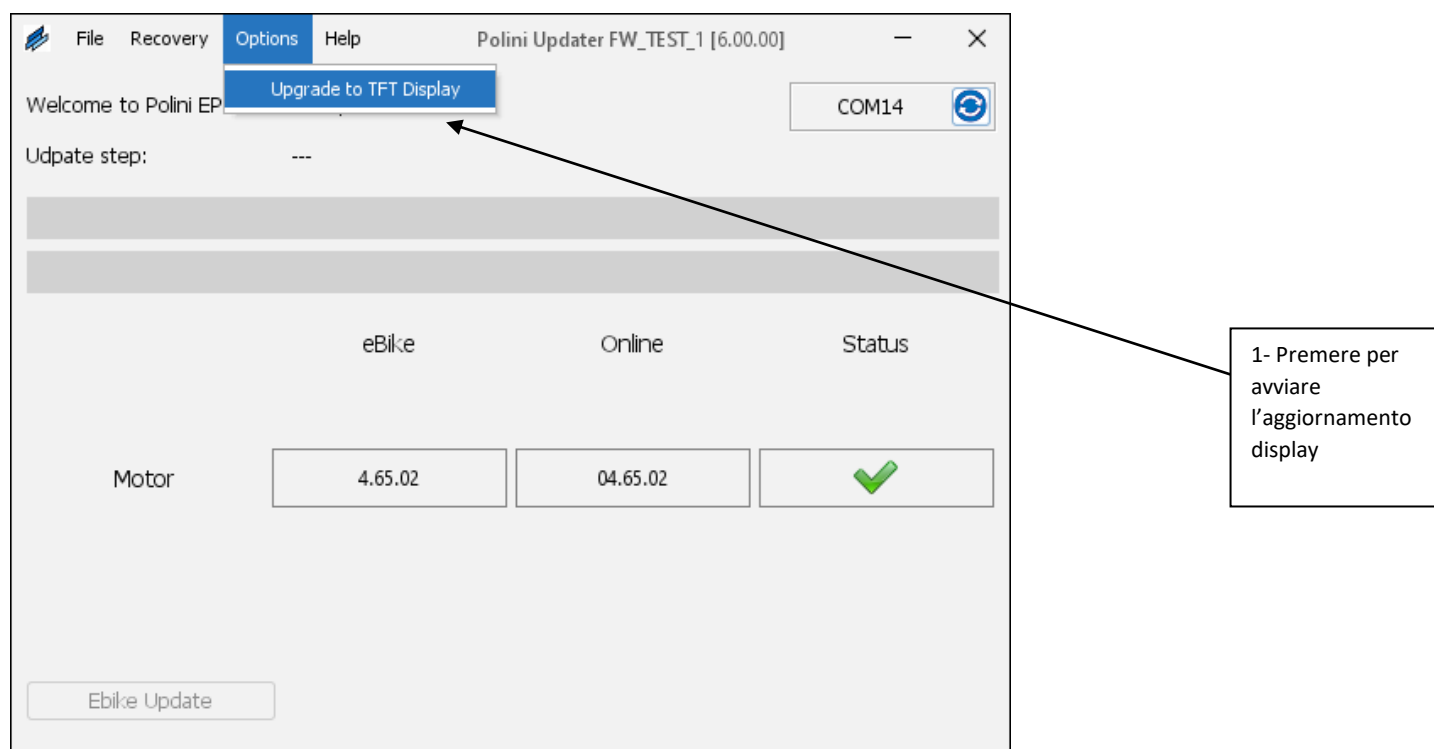 File Recovery Options Help Polini Updater FW_TEST_1 [6.00.00]
Upgrade to TFT Display
Welcome to Polini EP
COM14
Udpate step: ---
eBike Online Status
Motor 4.65.02 04.65.02
Ebike Update
1- Premere per
avviare
l’aggiornamento
display